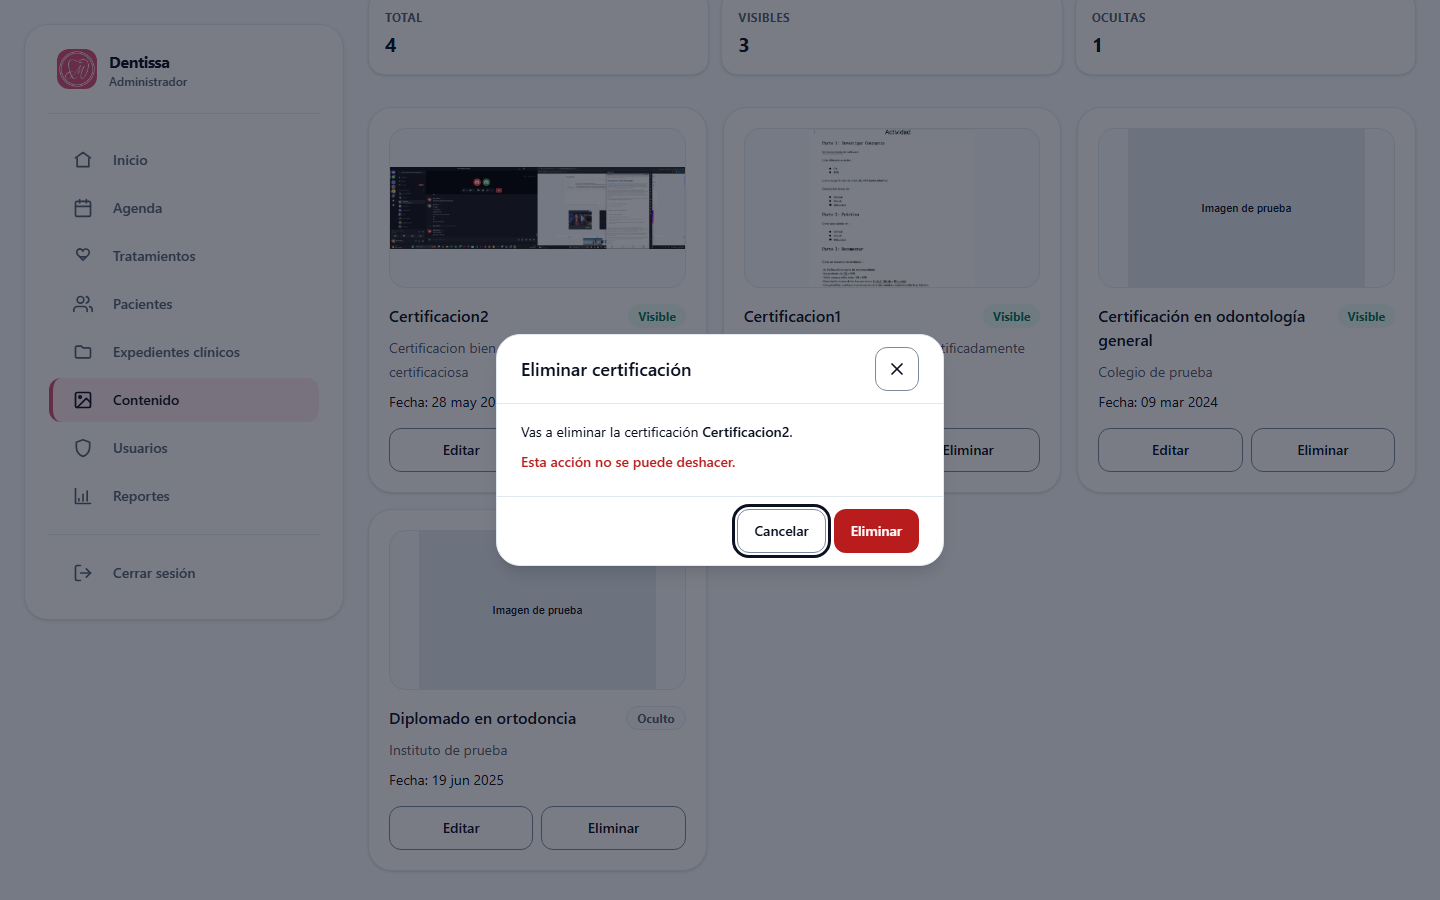 Dentissa
Administrador
Inicio
Agenda
Tratamientos
Pacientes
Expedientes clínicos
Contenido
Usuarios
Reportes
Cerrar sesión
TOTAL
4
VISIBLES
3
OCULTAS
1
Certificacion2
Visible
Certificacion bien
certificaciosa
Fecha: 28 may 20
Editar
Actividad
Certificacion1
Visible
tificadamente
Eliminar
Imagen de prueba
Certificación en odontología
general
Visible
Colegio de prueba
Fecha: 09 mar 2024
Editar
Eliminar
Eliminar certificación
Vas a eliminar la certificación Certificacion2.
Esta acción no se puede deshacer.
Cancelar
Eliminar
Imagen de prueba
Diplomado en ortodoncia
Oculto
Instituto de prueba
Fecha: 19 jun 2025
Editar
Eliminar